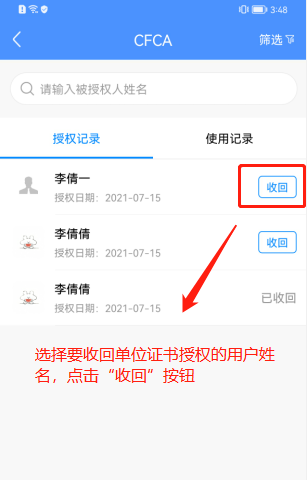 3:48
CFCA
筛选
请输入被授权人姓名
授权记录 使用记录
李倩一
收回
授权日期：2021-07-15
李倩倩
收回
授权日期：2021-07-15
李倩倩
已收回
授权日期：2021-07-15
选择要收回单位证书授权的用户姓
名，点击“收回”按钮